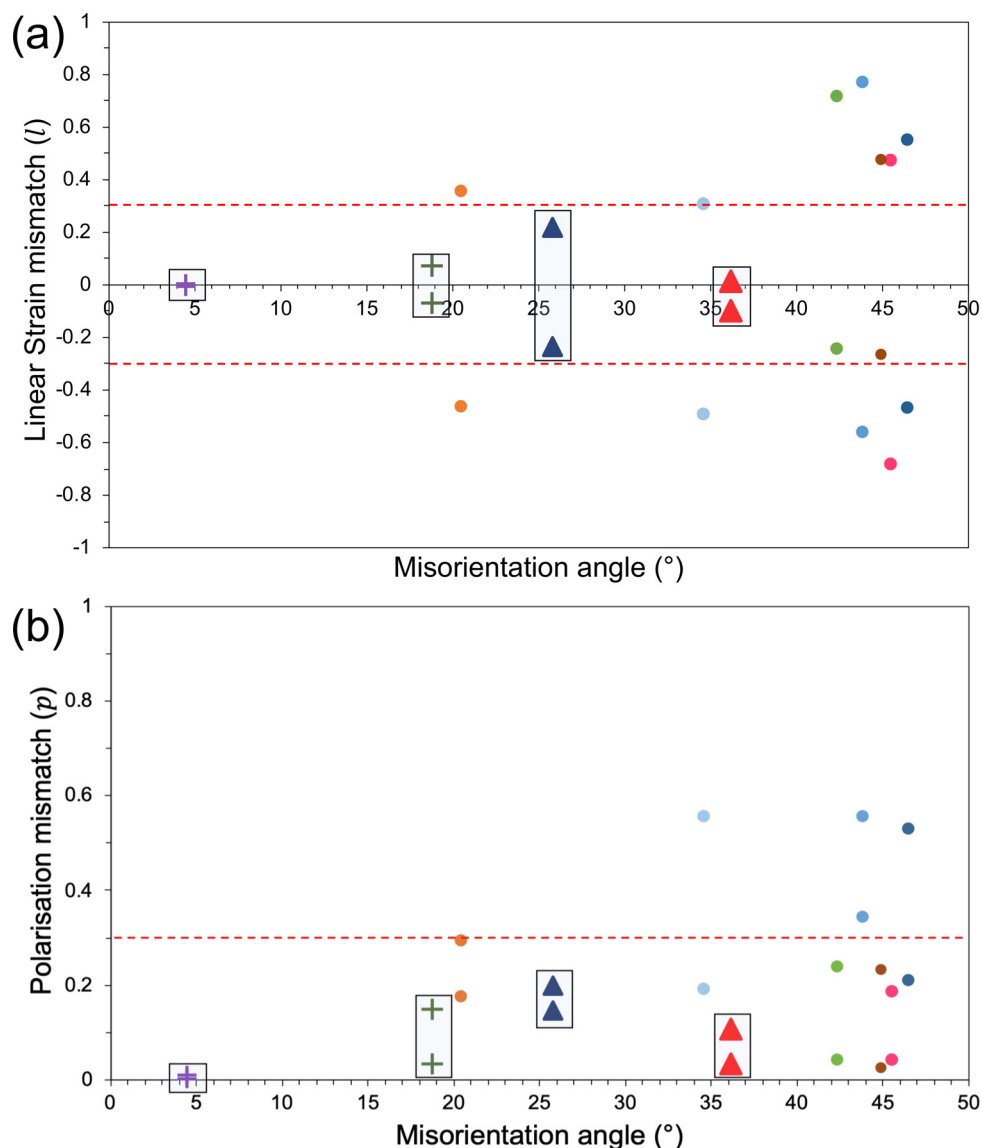 (a)
Linear Strain mismatch (l)
1
0.8
0.6
0.4
0.2
0
-0.2
-0.4
-0.6
-0.8
-1
0 5 10 15 20 25 30 35 40 45 50
Misorientation angle (°)
(b)
Polarisation mismatch (p)
1
0.8
0.6
0.4
0.2
0
0 5 10 15 20 25 30 35 40 45 50
Misorientation angle (°)